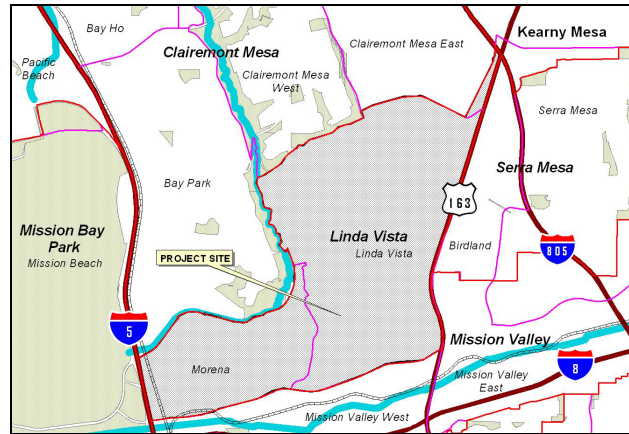 Bay Ho
Clairemont Mesa
Clairemont Mesa East
Kearny Mesa
Pacific
Beach
Clairemont Mesa
West
Serra Mesa
Bay Park
Serra Mesa
163
Mission Bay
Park
Mission Beach
Linda Vista
Linda Vista
Birdland
805
PROJECT SITE
5
Mission Valley
8
Morena
Mission Valley
East
Mission Valley West